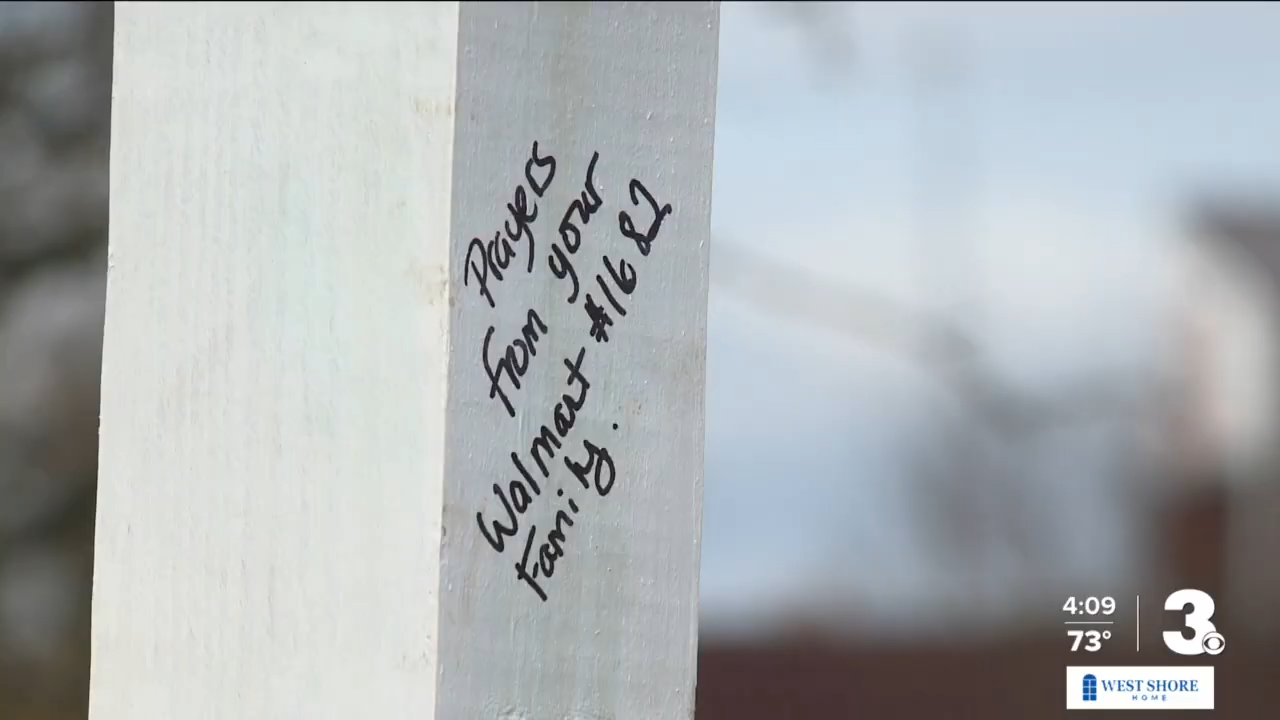 Prayers
from your
Walmart #1682
Family.
4:09
73°
3
WEST SHORE
HOME